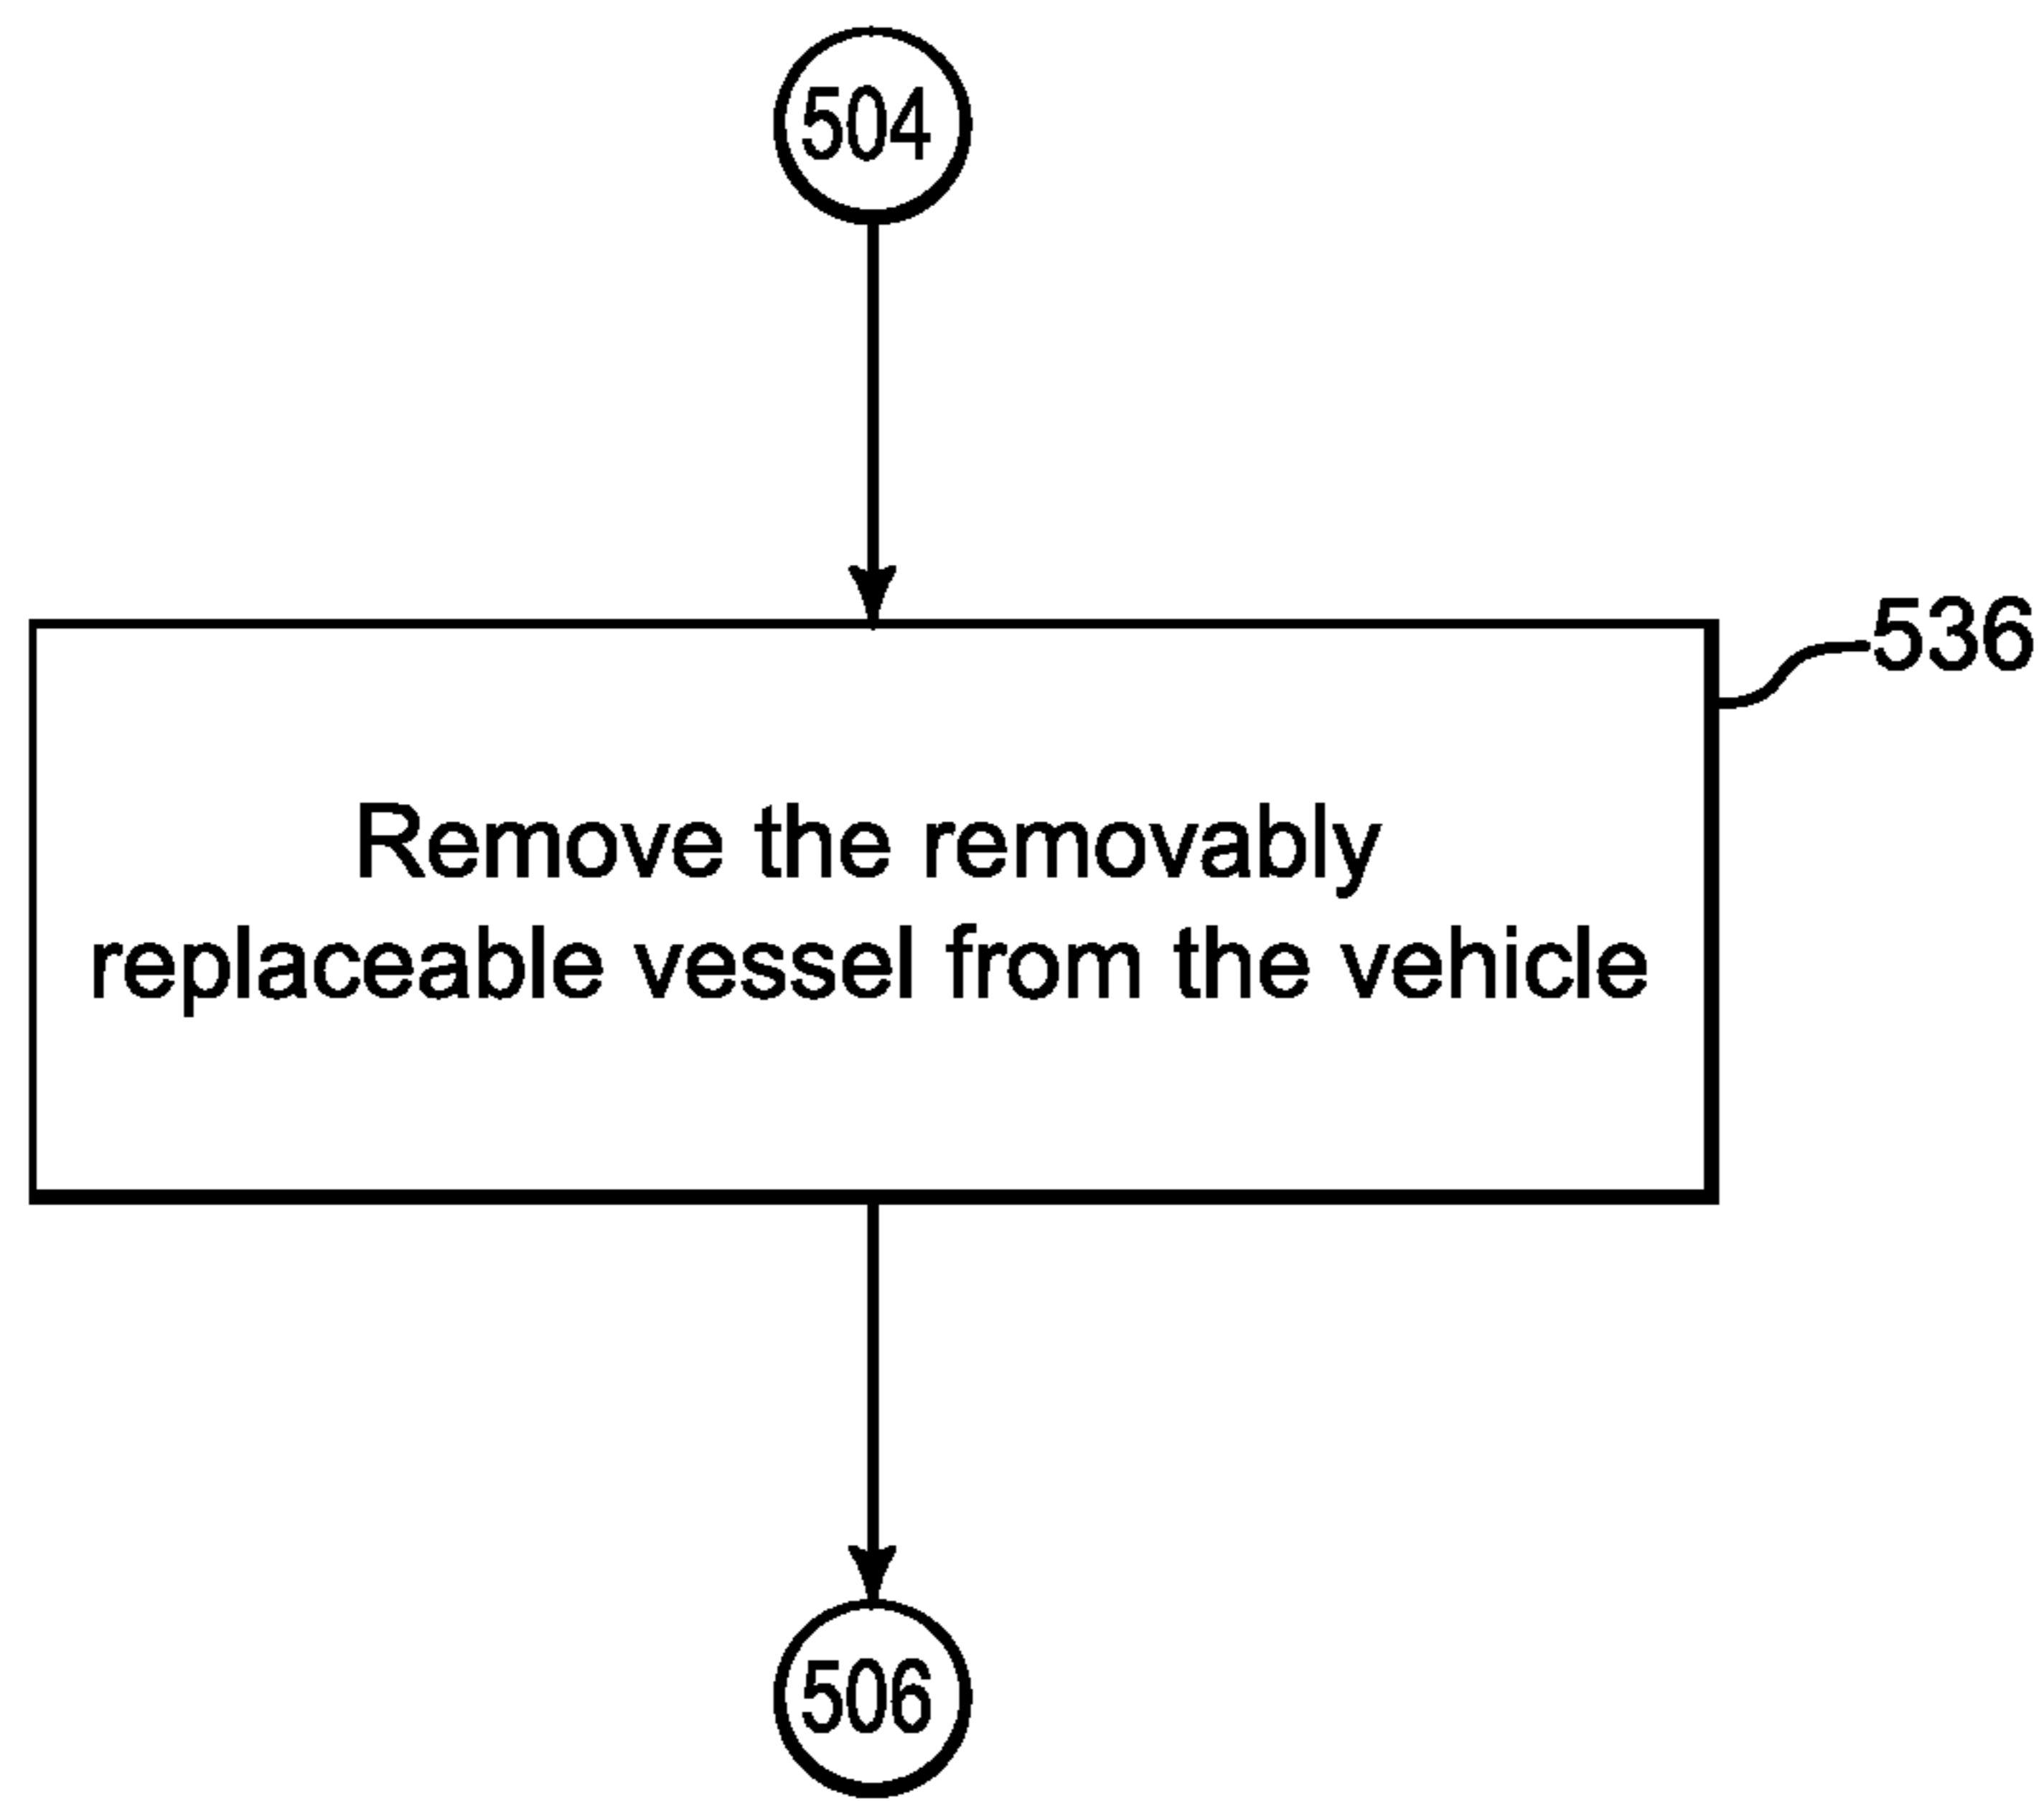 504
536
Remove the removably
replaceable vessel from the vehicle
506